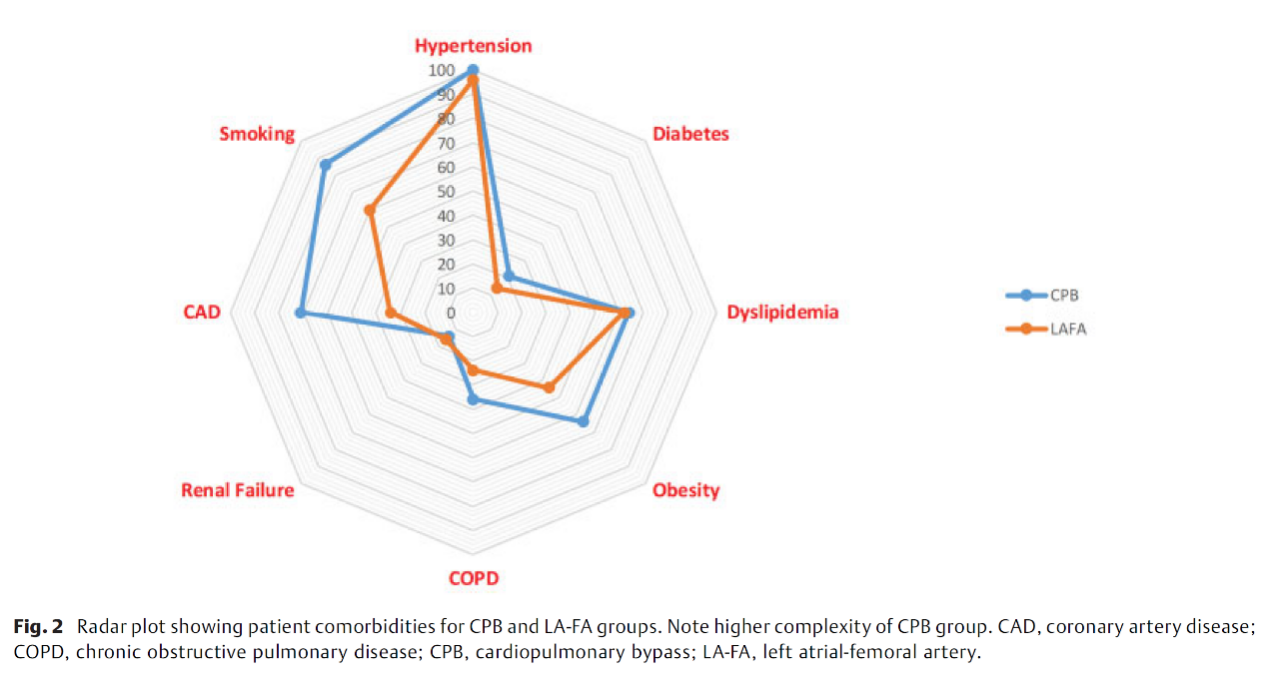 Hypertension
100
90
80
70
60
50
40
30
20
10
0
Smoking
Diabetes
CAD
Dyslipidemia
CPB
LAFA
Renal Failure
Obesity
COPD
Fig. 2 Radar plot showing patient comorbidities for CPB and LA-FA groups. Note higher complexity of CPB group. CAD, coronary artery disease;
COPD, chronic obstructive pulmonary disease; CPB, cardiopulmonary bypass; LA-FA, left atrial-femoral artery.